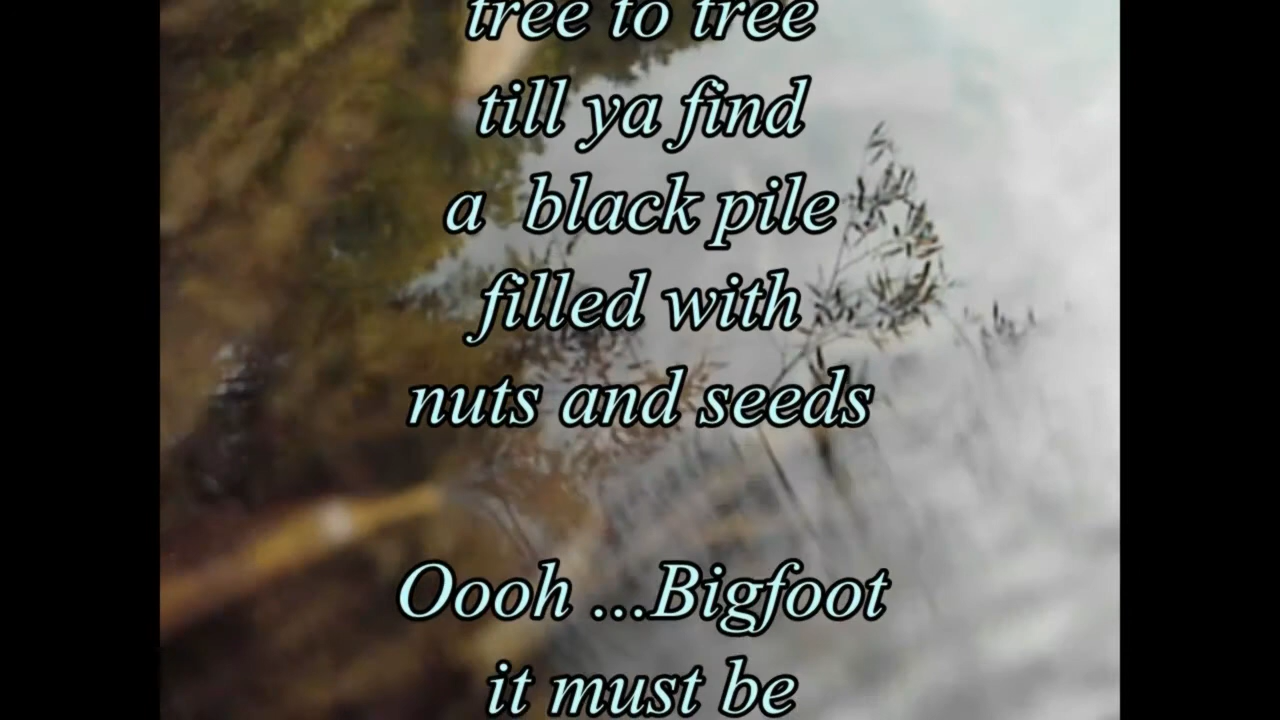 tree to tree
till ya find
a  black pile
filled with
nuts and seeds
Oooh ...Bigfoot
it must be